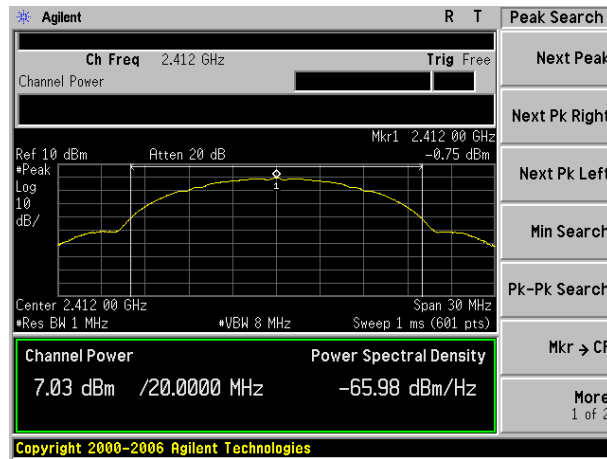 Agilent R T Peak Search
Ch Freq 2.412 GHz Trig Free
Channel Power
Mkr1 2.412 00 GHz
Ref 10 dBm Atten 20 dB -0.75 dBm
#Peak
Log
10
dB/
1
Center 2.412 00 GHz Span 30 MHz
#Res BW 1 MHz #VBW 8 MHz Sweep 1 ms (601 pts)
Channel Power Power Spectral Density
7.03 dBm /20.0000 MHz -65.98 dBm/Hz
Copyright 2000-2006 Agilent Technologies
Next Peak
Next Pk Right
Next Pk Left
Min Search
Pk-Pk Search
Mkr → CF
More
1 of 2